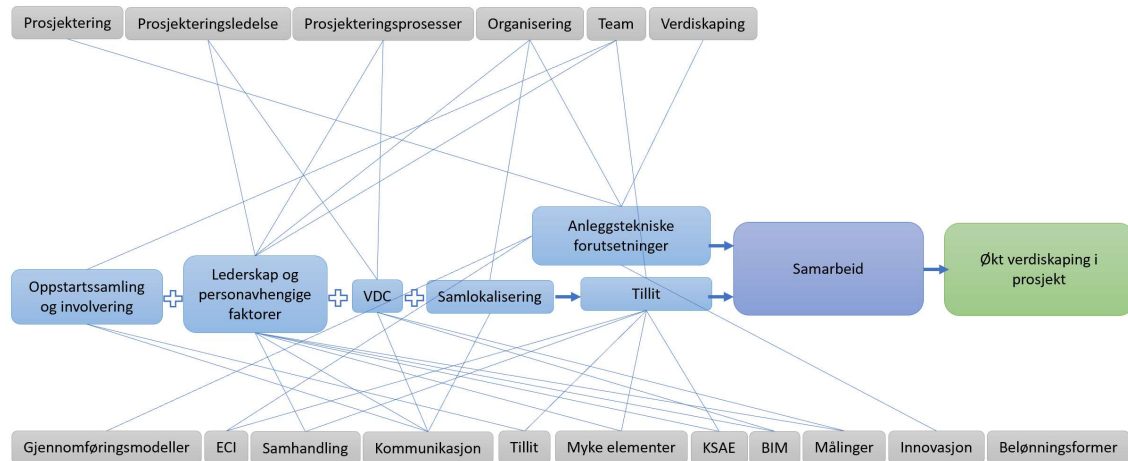 Prosjektering
Prosjekteringsledelse
Prosjekteringsprosesser
Organisering
Team
Verdiskaping
Anleggstekniske
forutsetninger
Samarbeid
Økt verdiskaping i
prosjekt
Oppstartssamling
og involvering
Lederskap og
personavhengige
faktorer
VDC
Samlokalisering
Tillit
Gjennomføringsmodeller
ECI
Samhandling
Kommunikasjon
Tillit
Myke elementer
KSAE
BIM
Målinger
Innovasjon
Belønningsformer